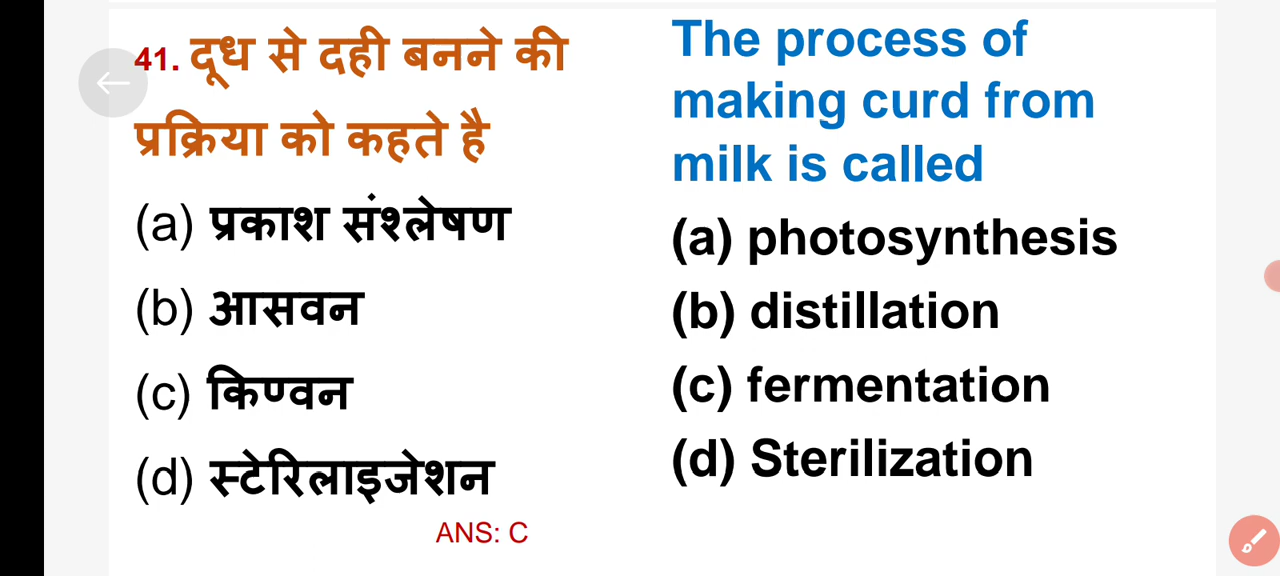 41. दूध से दही बनने की
प्रक्रिया को कहते है
(a) प्रकाश संश्लेषण
(b) आसवन
(c) किण्वन
(d) स्टेरिलाइजेशन
ANS: C
The process of
making curd from
milk is called
(a) photosynthesis
(b) distillation
(c) fermentation
(d) Sterilization